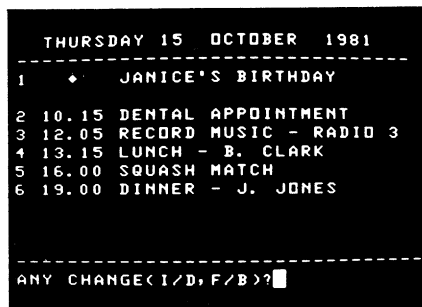 THURSDAY 15 OCTOBER 1981
1 ◆ JANICE'S BIRTHDAY
2 10.15 DENTAL APPOINTMENT
3 12.05 RECORD MUSIC - RADIO 3
4 13.15 LUNCH - B. CLARK
5 16.00 SQUASH MATCH
6 19.00 DINNER - J. JONES
ANY CHANGE(I/D,F/B)?